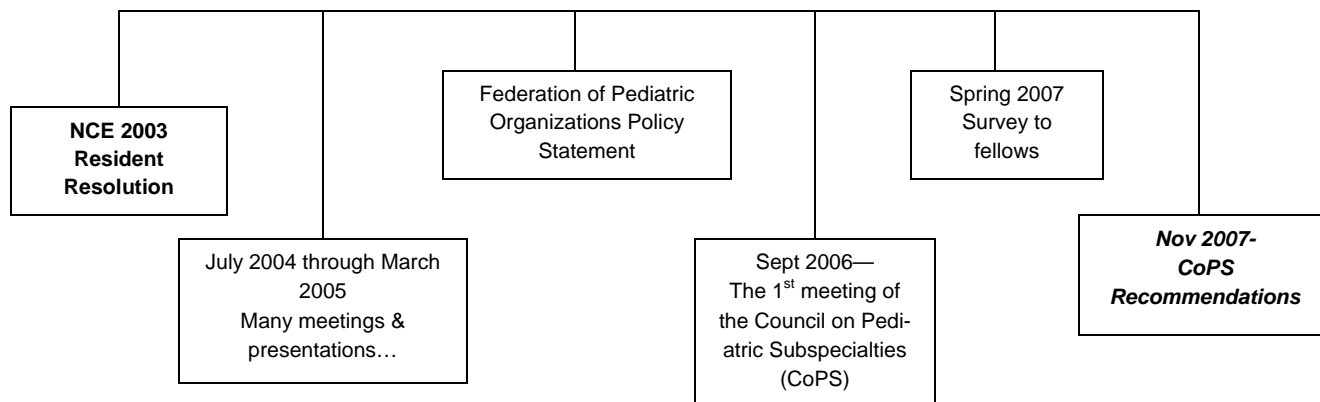 NCE 2003
Resident
Resolution
July 2004 through March
2005
Many meetings &
presentations…
Federation of Pediatric
Organizations Policy
Statement
Sept 2006—
The 1st meeting of
the Council on Pedi-
atric Subspecialties
(CoPS)
Spring 2007
Survey to
fellows
Nov 2007-
CoPS
Recommendations